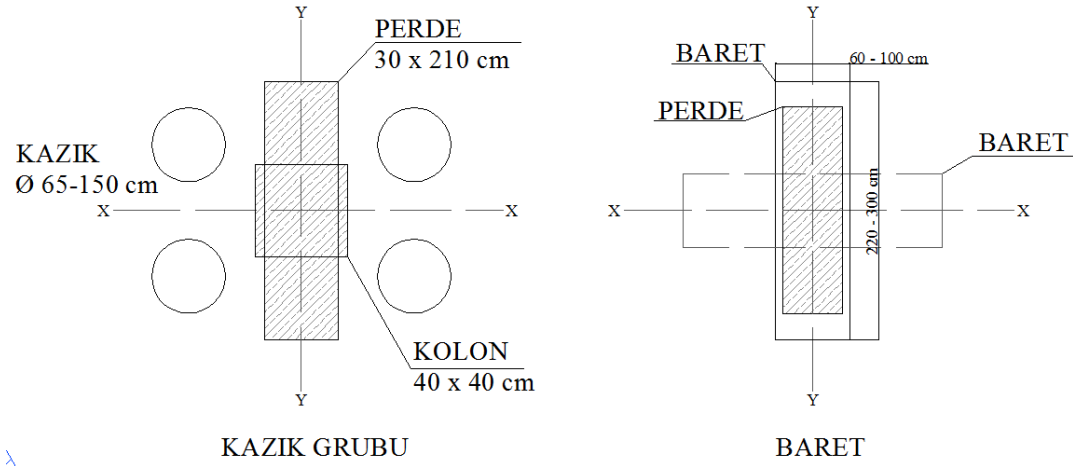 Y
PERDE
30 x 210 cm
KAZIK
Ø 65-150 cm
X
X
KOLON
40 x 40 cm
Y
KAZIK GRUBU
Y
BARET
60 - 100 cm
PERDE
BARET
X
X
220 - 300 cm
Y
BARET